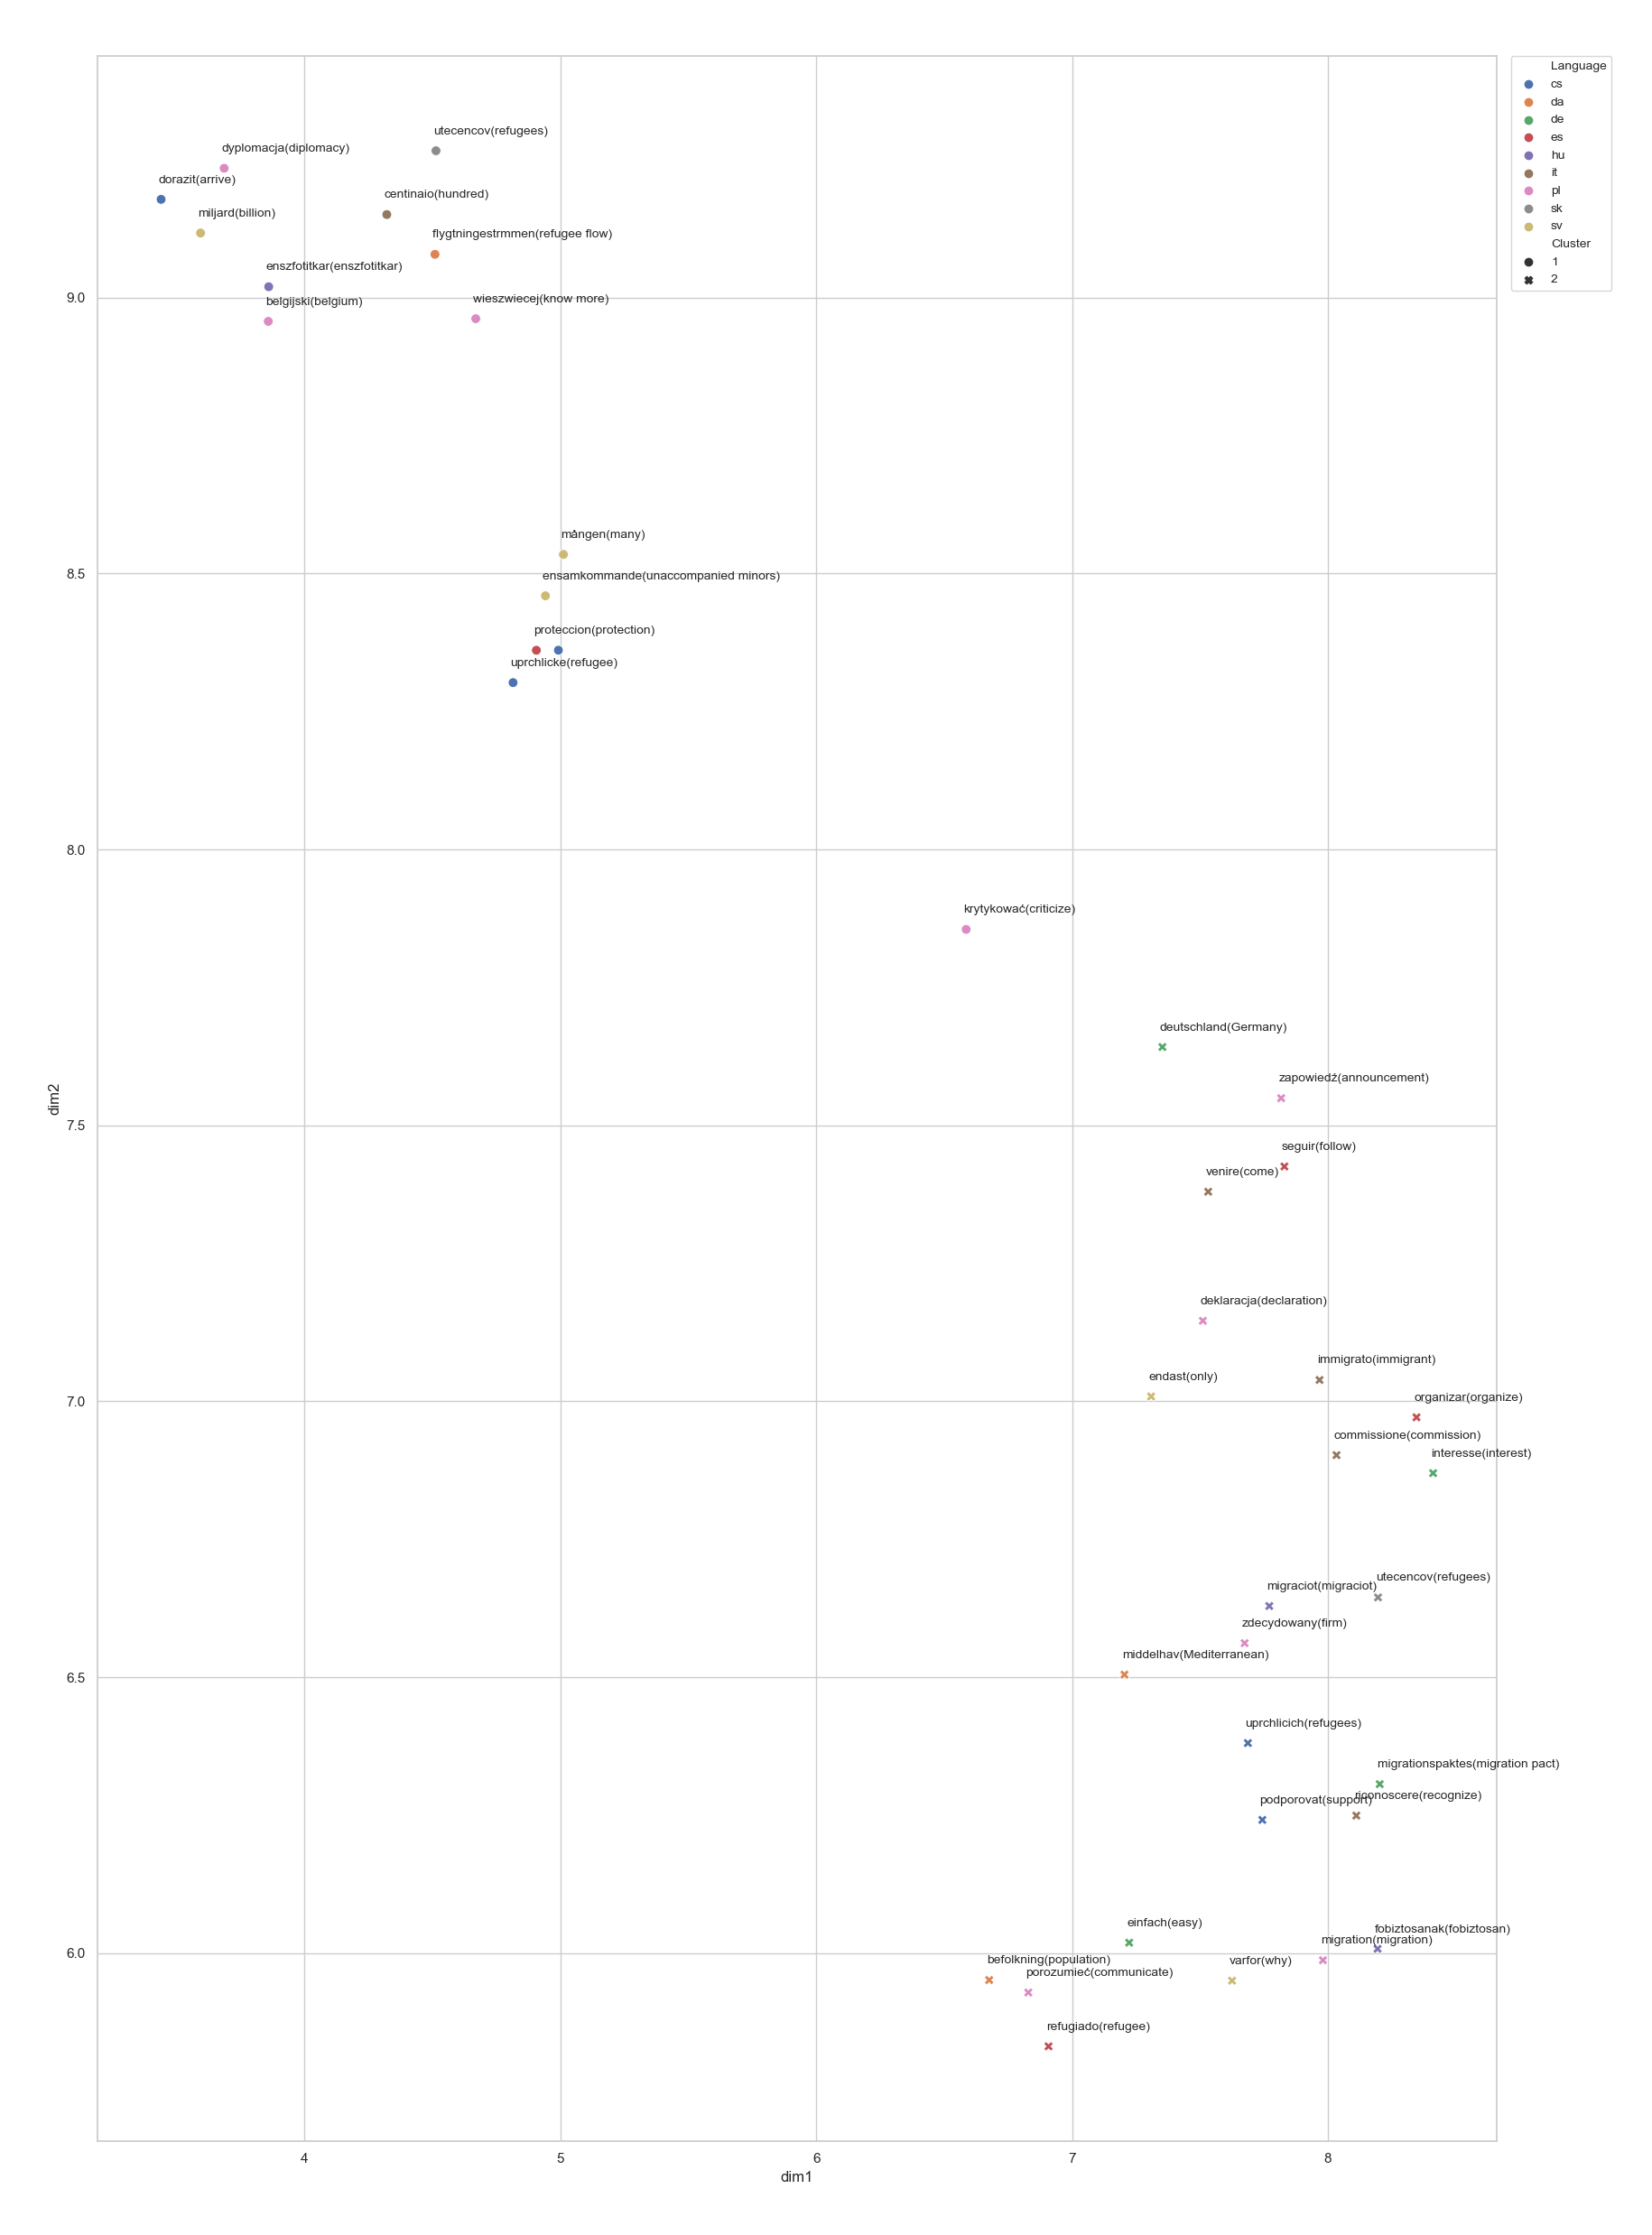 Language
cs
da
de
es
hu
it
pl
sk
sv
Cluster
1
2
utecencov(refugees)
dyplomacja(diplomacy)
dorazit(arrive)
centinaio(hundred)
miljard(billion)
flygtningestrmmen(refugee flow)
enszfotitkar(enszfotitkar)
belgijski(belgium)
wieszwiecej(know more)
9.0
mången(many)
8.5
ensamkommande(unaccompanied minors)
proteccion(protection)
uprchlicke(refugee)
8.0
krytykować(criticize)
deutschland(Germany)
zapowiedź(announcement)
dim2
7.5
seguir(follow)
venire(come)
deklaracja(declaration)
immigrato(immigrant)
endast(only)
organizar(organize)
7.0
commissione(commission)
interesse(interest)
utecencov(refugees)
migraciot(migraciot)
zdecydowany(firm)
middelhav(Mediterranean)
6.5
uprchlicich(refugees)
migrationspaktes(migration pact)
riconoscere(recognize)
podporovat(support)
einfach(easy)
fobiztosanak(fobiztosan)
migration(migration)
6.0
befolkning(population)
varfor(why)
porozumieć(communicate)
refugiado(refugee)
4
5
6
7
8
dim1